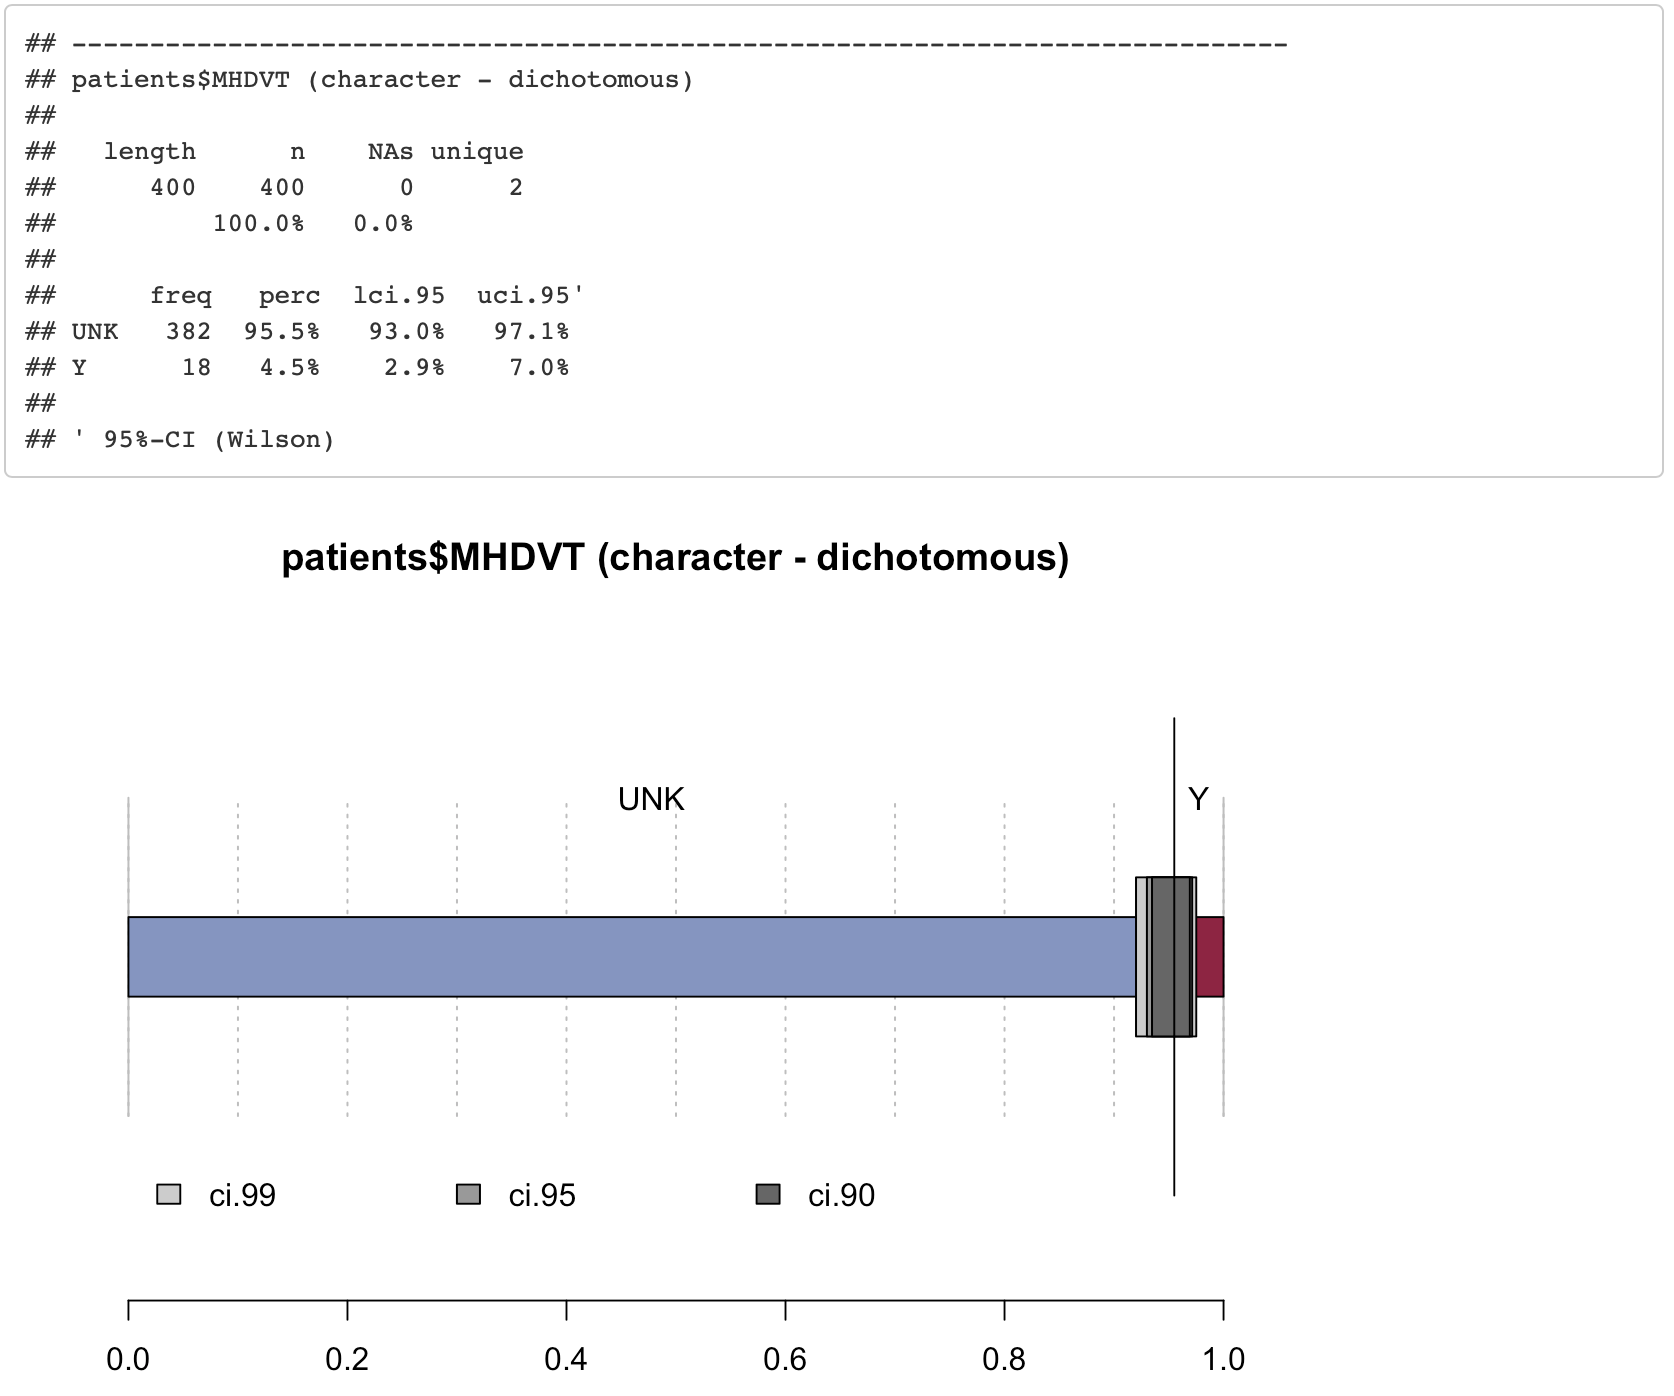 ## ------------------------------------------------------------------------------
## patients$MHDVT (character - dichotomous)
##
##   length      n    NAs unique
##      400    400      0      2
##          100.0%   0.0%
##
##      freq   perc  lci.95  uci.95'
## UNK   382  95.5%   93.0%   97.1%
## Y      18   4.5%    2.9%    7.0%
##
## ' 95%-CI (Wilson)
patients$MHDVT (character - dichotomous)
UNK Y
ci.99 ci.95 ci.90
0.0 0.2 0.4 0.6 0.8 1.0